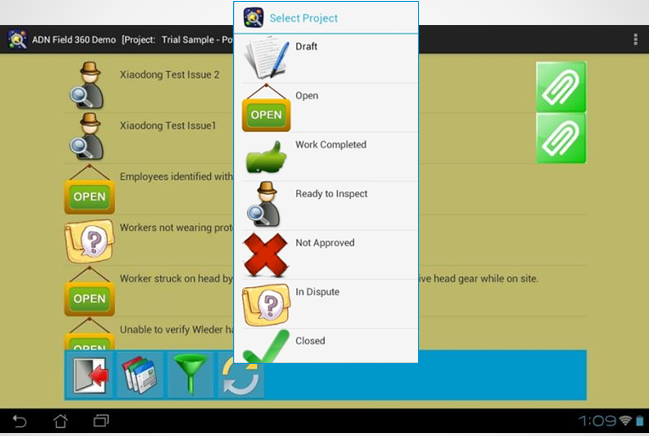 Select Project
ADN Field 360 Demo [Project: Trial Sample - Po
Draft
Xiaodong Test Issue 2
Open
OPEN
Xiaodong Test Issue1
Work Completed
Employees identified with
OPEN
Ready to Inspect
Workers not wearing prot
Not Approved
Worker struck on head by
ive head gear while on site.
OPEN
In Dispute
Unable to verify Wleder ha
OPEN
Closed
1:09